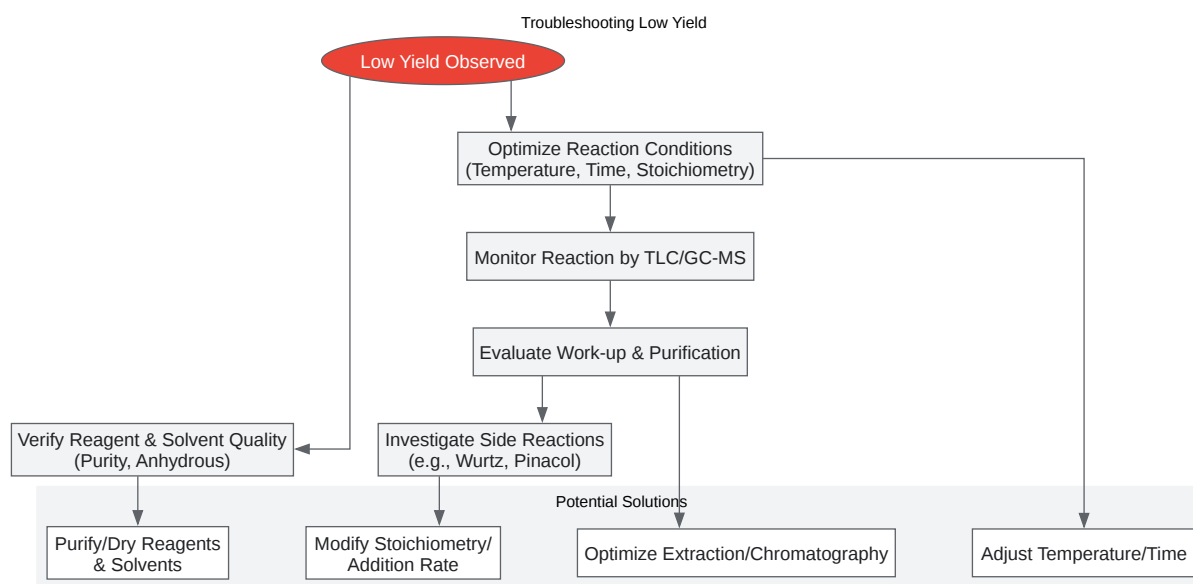 Troubleshooting Low Yield
Low Yield Observed
Optimize Reaction Conditions
(Temperature, Time, Stoichiometry)
Monitor Reaction by TLC/GC-MS
Evaluate Work-up & Purification
Verify Reagent & Solvent Quality
(Purity, Anhydrous)
Investigate Side Reactions
(e.g., Wurtz, Pinacol)
Potential Solutions
Purify/Dry Reagents
& Solvents
Modify Stoichiometry/
Addition Rate
Optimize Extraction/Chromatography
Adjust Temperature/Time